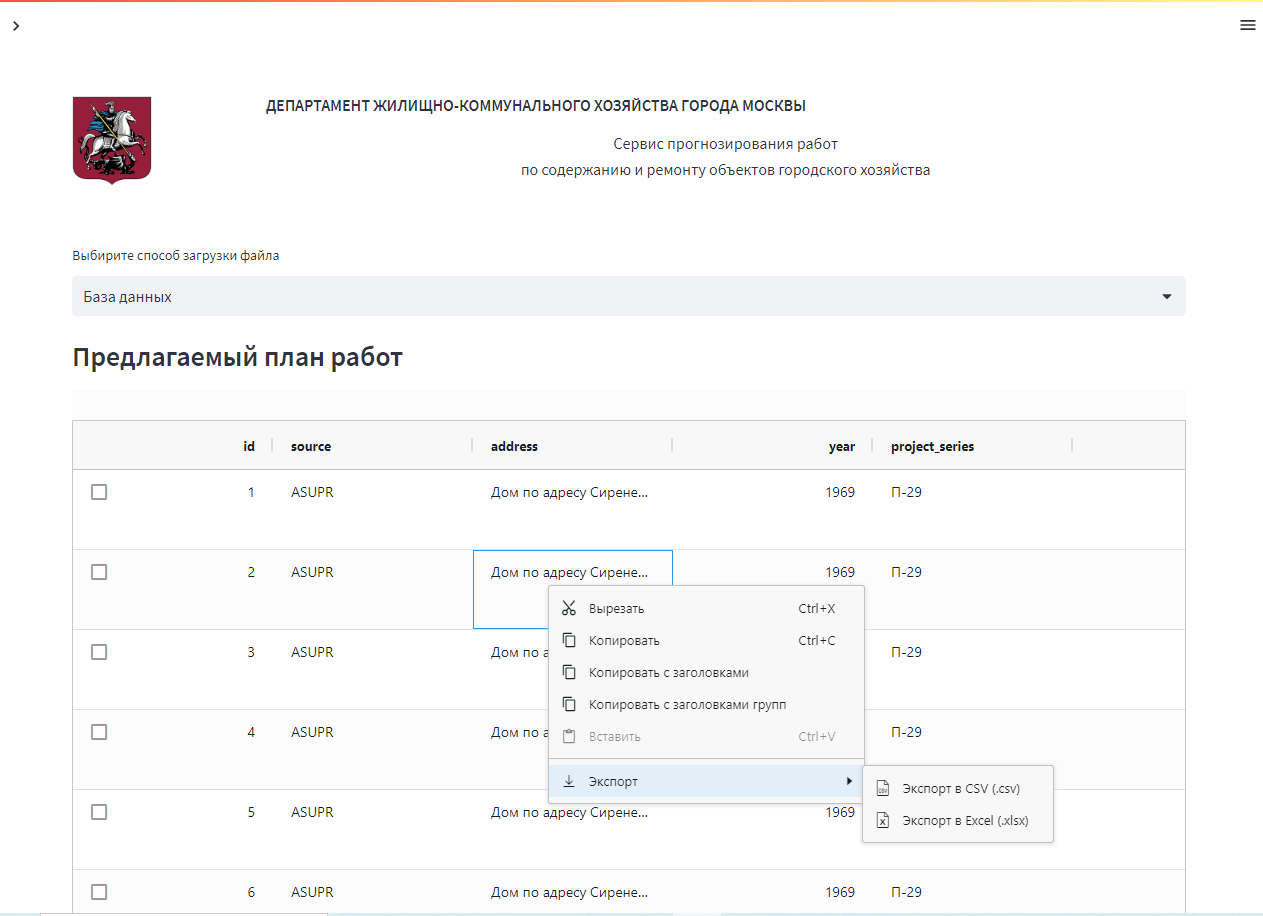 ДЕПАРТАМЕНТ ЖИЛИЩНО-КОММУНАЛЬНОГО ХОЗЯЙСТВА ГОРОДА МОСКВЫ
Сервис прогнозирования работ
по содержанию и ремонту объектов городского хозяйства
Выбирите способ загрузки файла
База данных
Предлагаемый план работ
id source address year project_series
1 ASUPR Дом по адресу Сирене... 1969 П-29
2 ASUPR Дом по адресу Сирене... 1969 П-29
Вырезать Ctrl+X
Копировать Ctrl+C
3 ASUPR Дом по П-29
Копировать с заголовками
Копировать с заголовками групп
4 ASUPR Дом по П-29
Вставить Ctrl+V
Экспорт
Экспорт в CSV (.csv)
5 ASUPR Дом по адресу Сирене... 1969
Экспорт в Excel (.xlsx)
6 ASUPR Дом по адресу Сирене... 1969 П-29